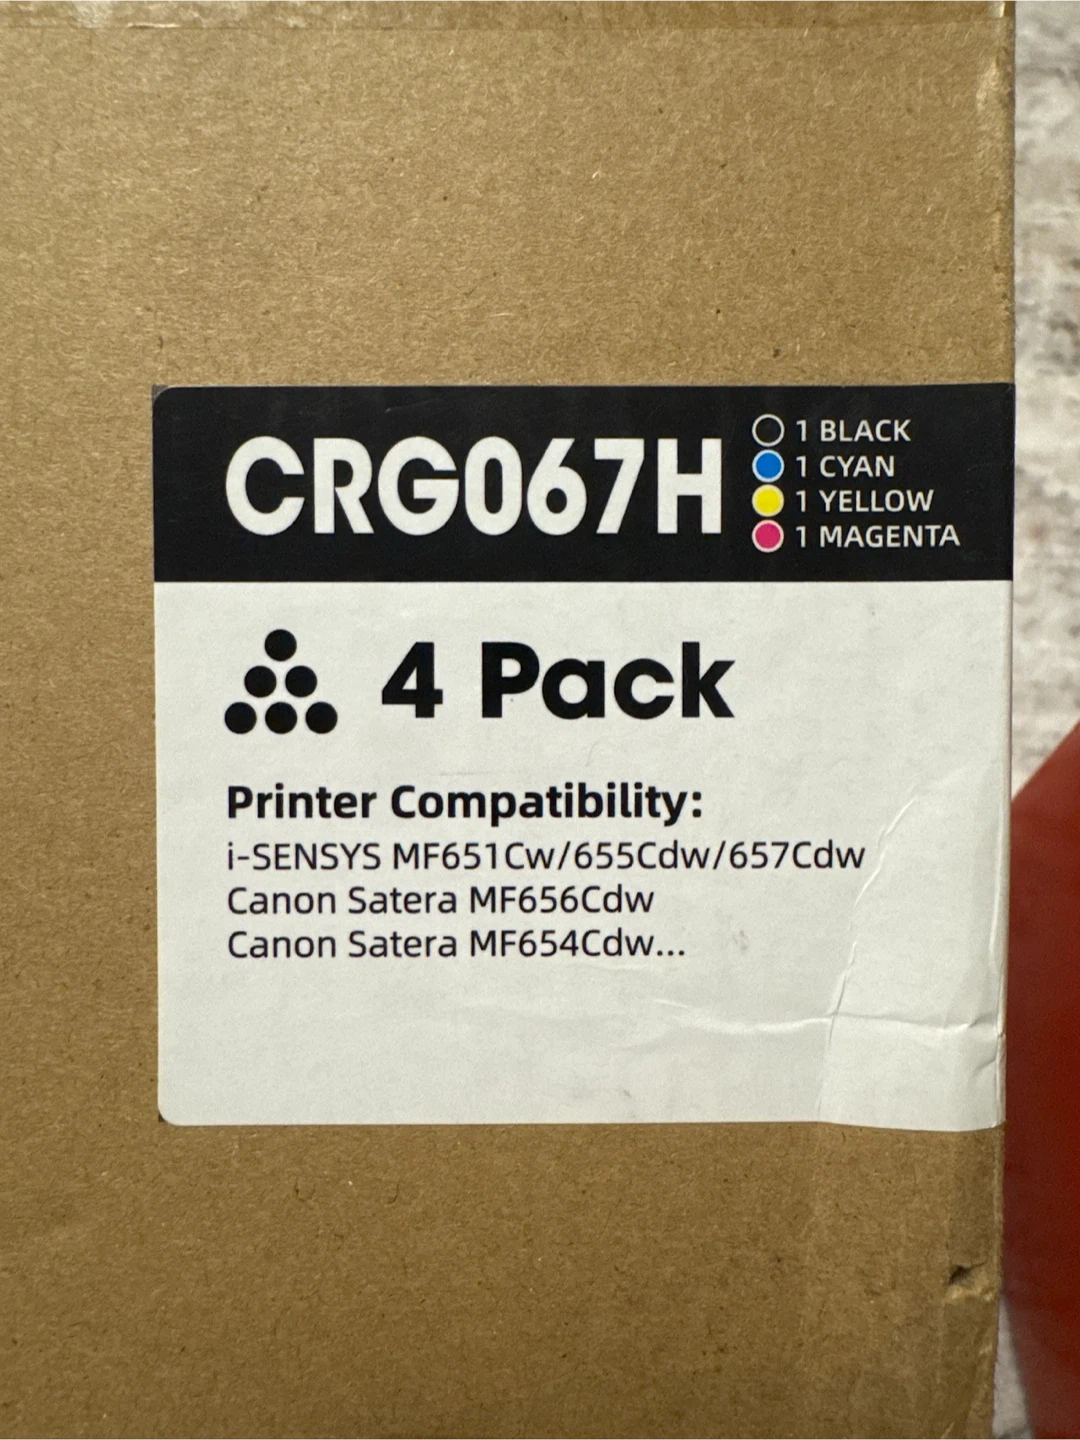 CRG067H
1 BLACK
1 CYAN
1 YELLOW
1 MAGENTA
4 Pack
Printer Compatibility:
i-SENSYS MF651Cw/655Cdw/657Cdw
Canon Satera MF656Cdw
Canon Satera MF654Cdw...